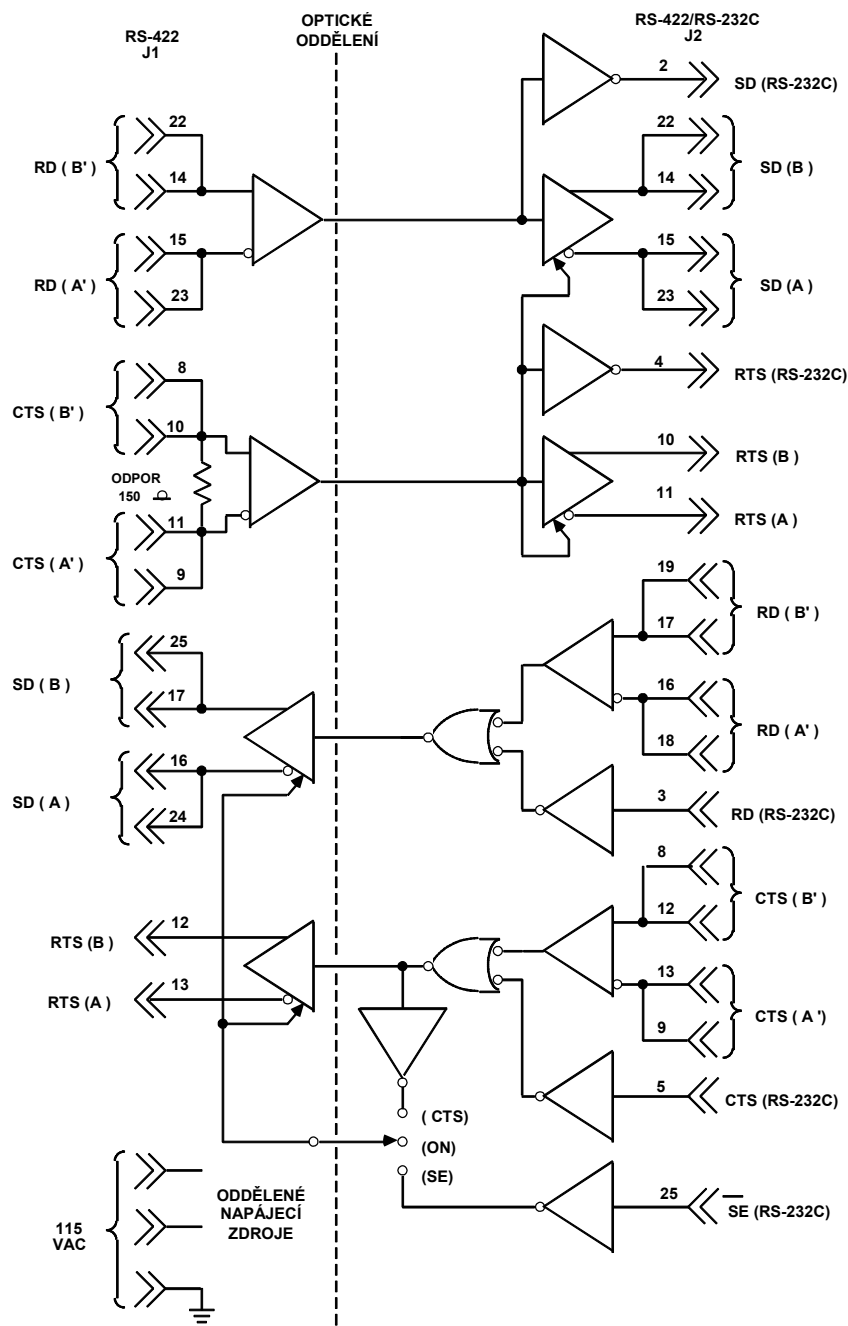 OPTICKÉ
ODDĚLENÍ
RS-422
J1
RS-422/RS-232C
J2
2
SD (RS-232C)
22
RD ( B' )
14
22
14
SD (B)
15
RD ( A' )
23
15
23
SD (A)
8
CTS ( B' )
10
4
RTS (RS-232C)
10
RTS (B)
ODPOR
150 Ω
11
CTS ( A' )
9
11
RTS (A)
19
17
RD ( B' )
25
SD ( B )
17
16
18
RD ( A' )
16
SD ( A )
24
3
RD (RS-232C)
8
12
CTS ( B' )
12
RTS (B)
13
RTS (A)
13
9
CTS ( A ')
5
CTS (RS-232C)
( CTS)
(ON)
(SE)
25
SE (RS-232C)
115
VAC
ODDĚLENÉ
NAPÁJECÍ
ZDROJE